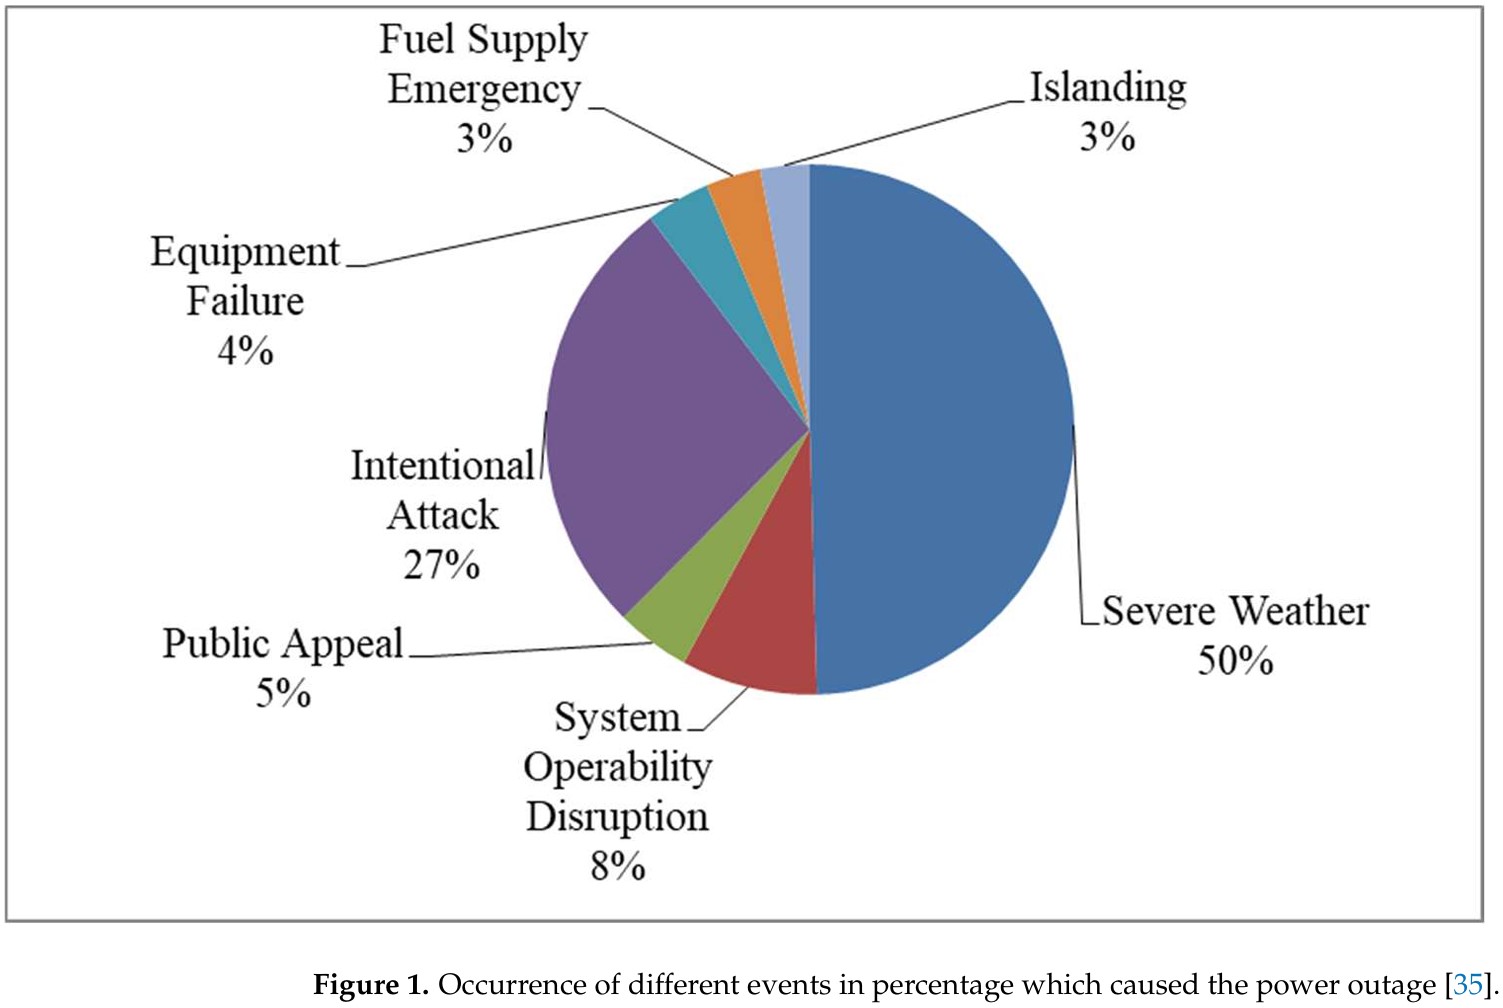 Fuel Supply
Emergency
3%
Islanding
3%
Equipment
Failure
4%
Intentional
Attack
27%
Severe Weather
50%
Public Appeal
5%
System
Operability
Disruption
8%
Figure 1. Occurrence of different events in percentage which caused the power outage [35].